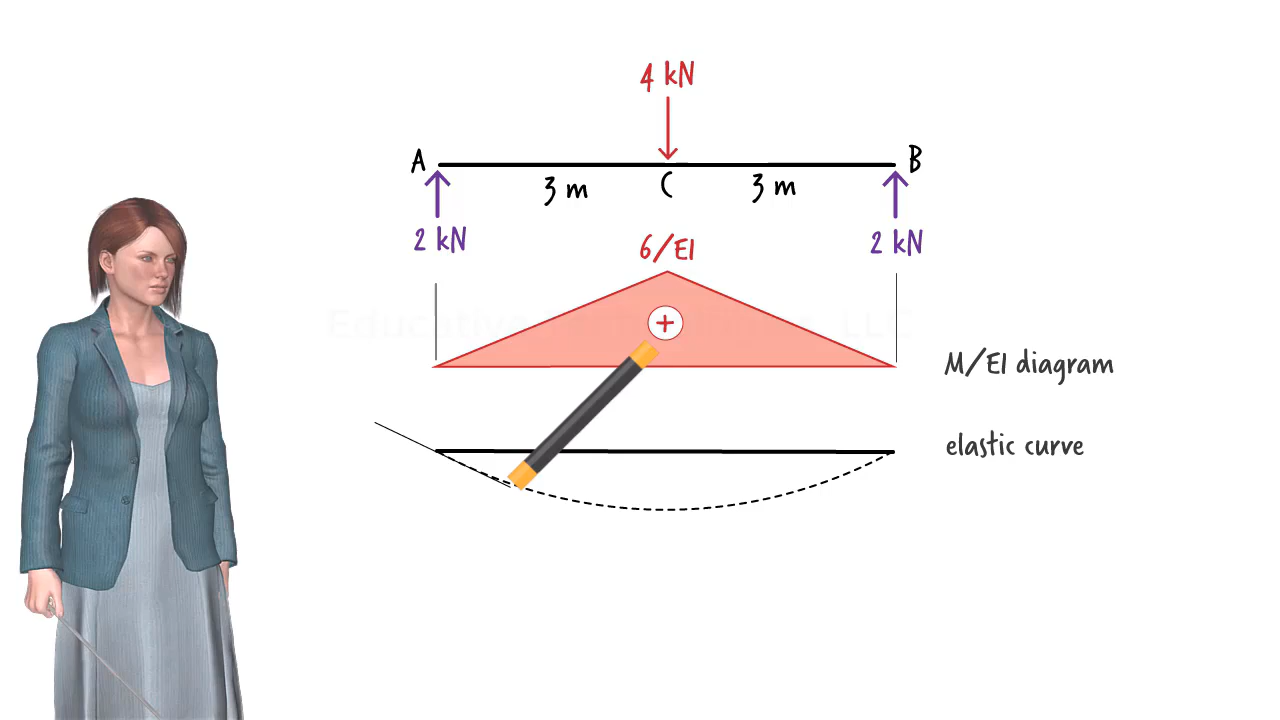 4 kN
A
B
3 m
C
3 m
2 kN
6/EI
2 kN
+
M/EI diagram
elastic curve